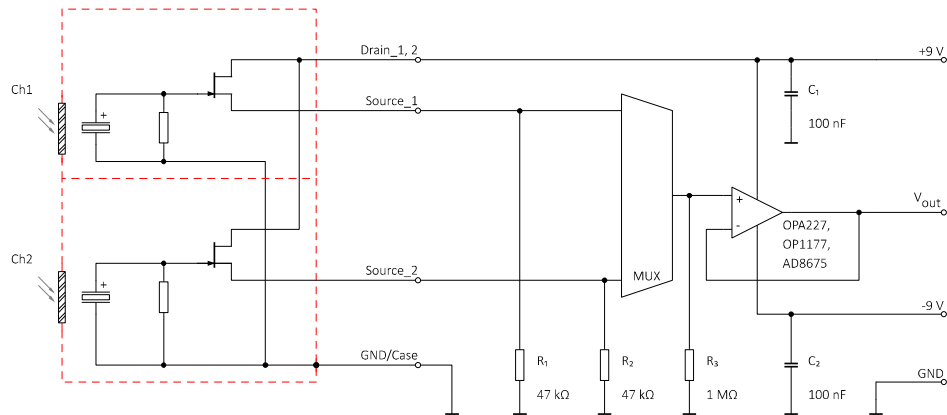 Drain_1, 2
+9 V
Ch1
+
Source_1
C₁
100 nF
MUX
+
-
OPA227,
OP1177,
AD8675
Vout
Ch2
+
Source_2
-9 V
GND/Case
R₁
47 kΩ
R₂
47 kΩ
R₃
1 MΩ
C₂
100 nF
GND